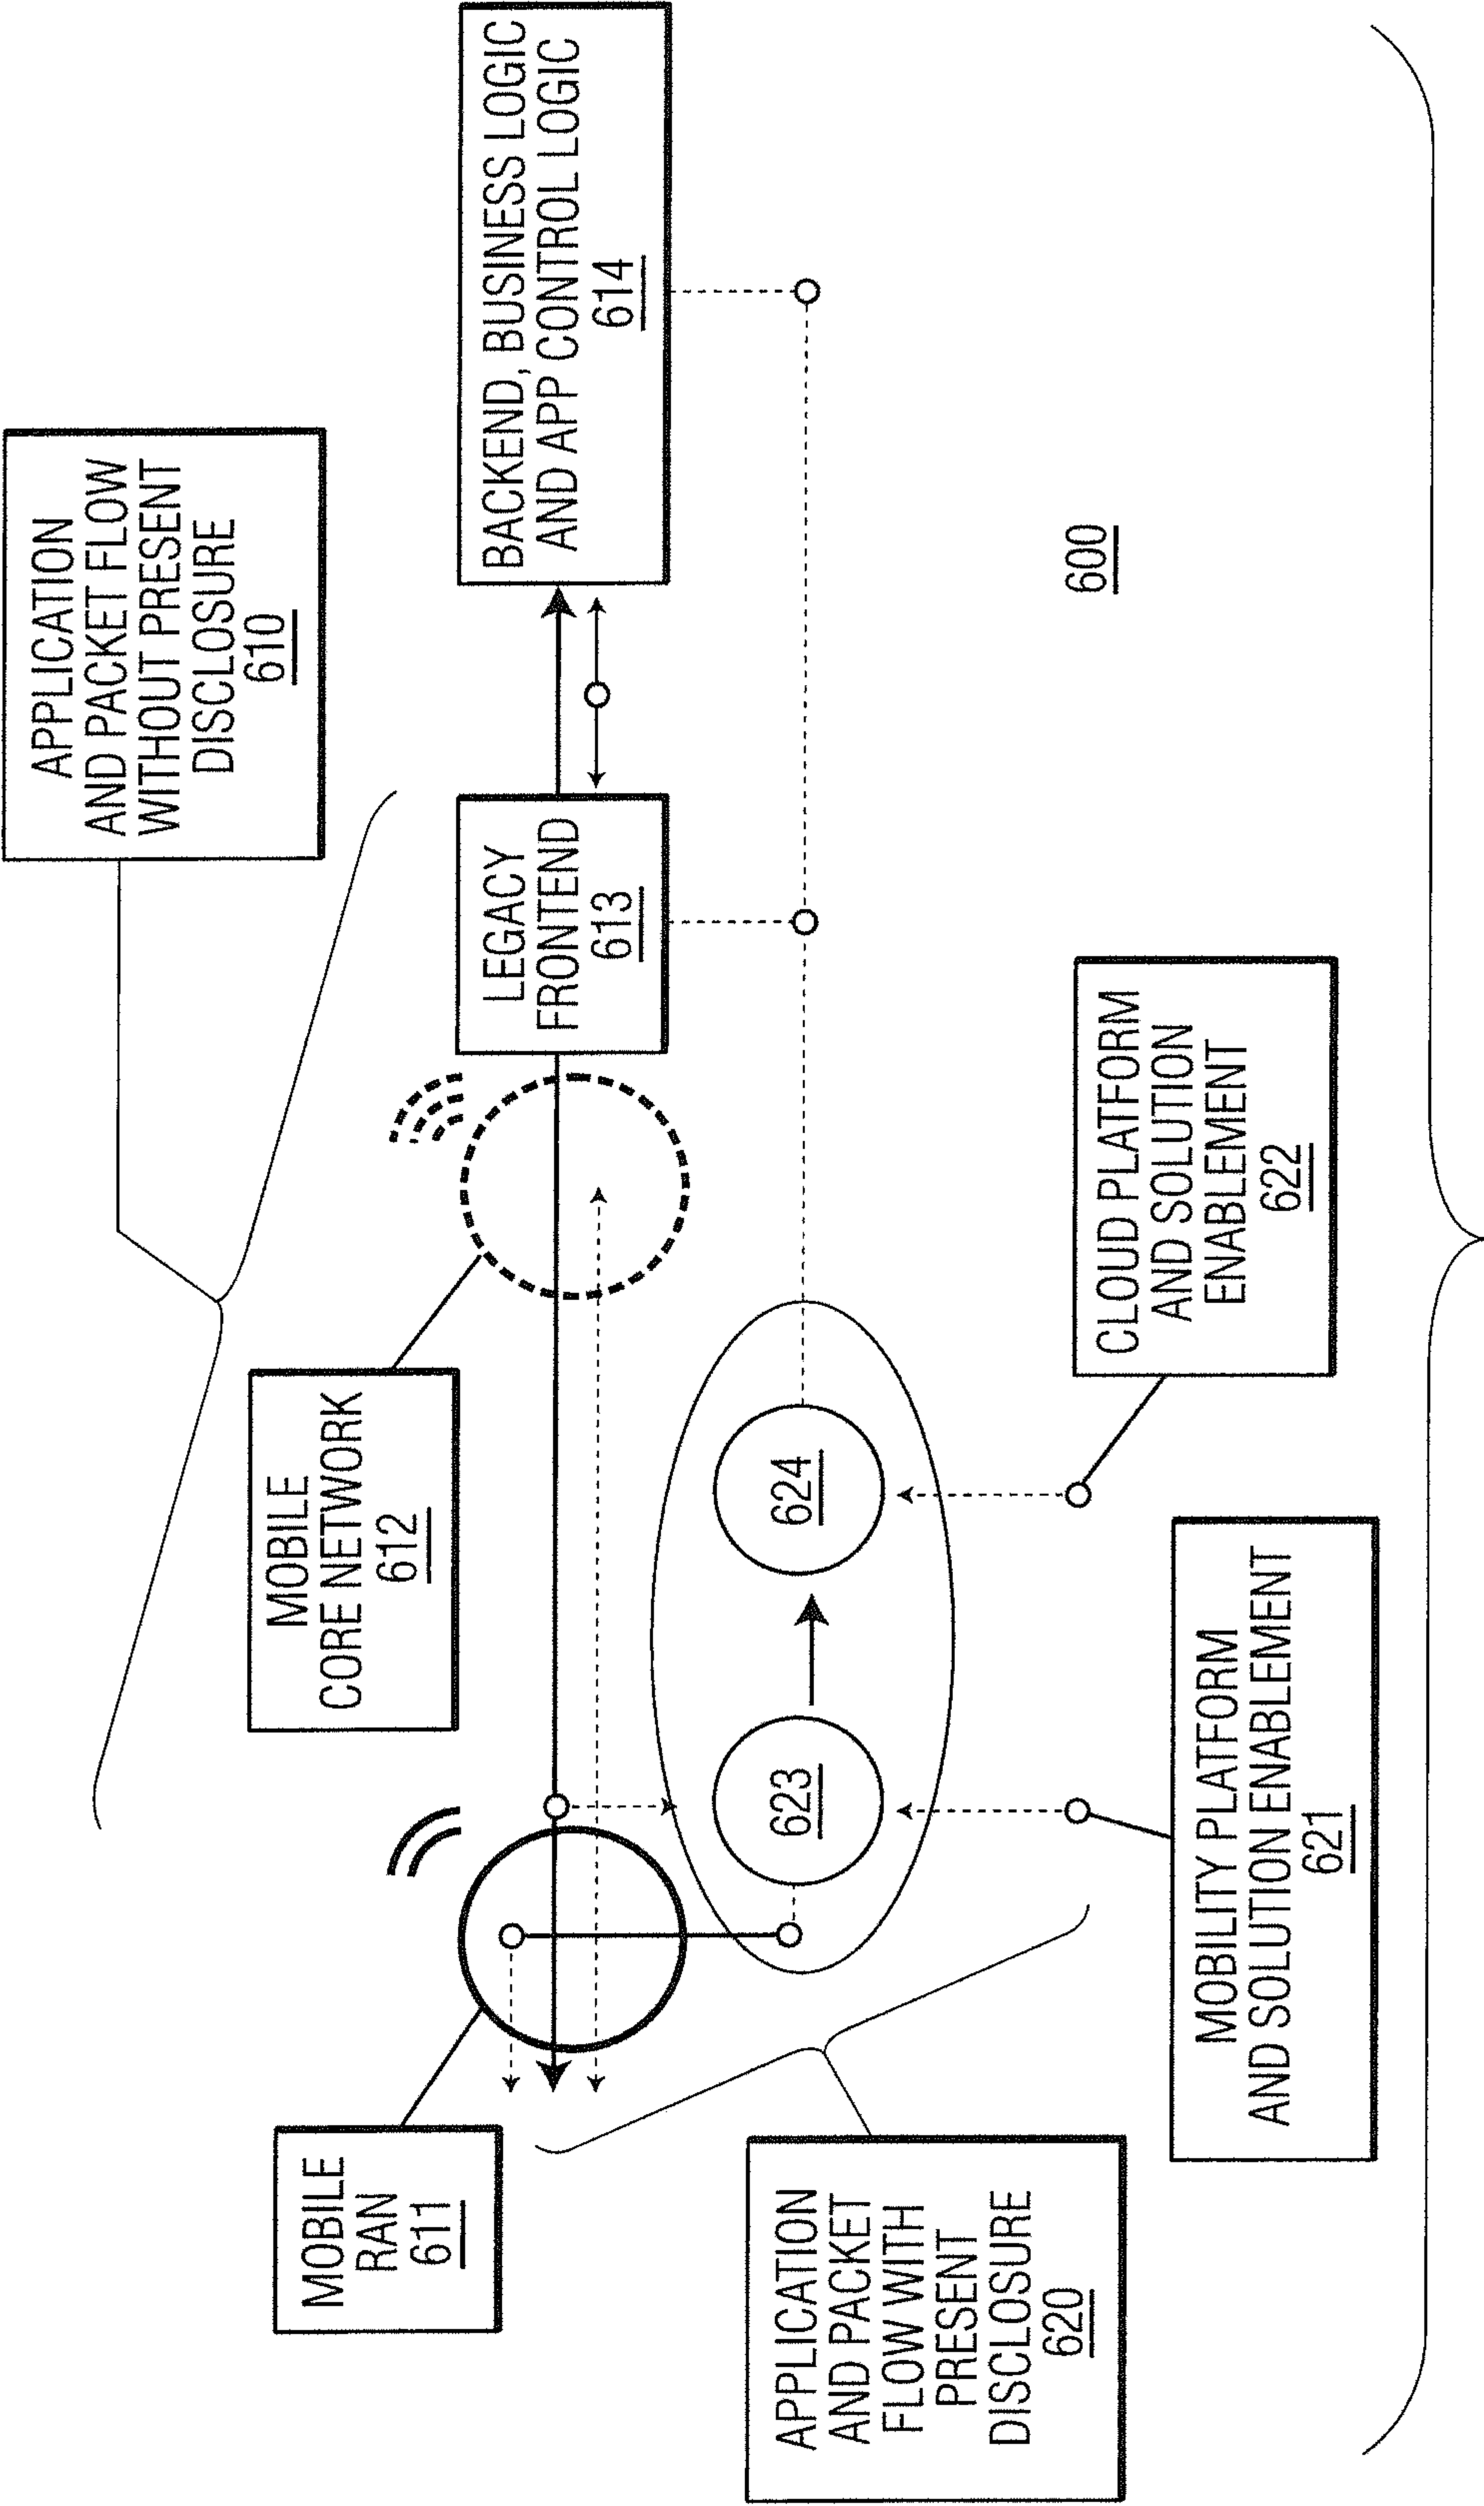 APPLICATION
AND PACKET FLOW
WITHOUT PRESENT
DISCLOSURE
610
MOBILE
RAN
611
MOBILE
CORE NETWORK
612
LEGACY
FRONTEND
613
BACKEND, BUSINESS LOGIC
AND APP CONTROL LOGIC
614
623
624
600
APPLICATION
AND PACKET
FLOW WITH
PRESENT
DISCLOSURE
620
MOBILITY PLATFORM
AND SOLUTION ENABLEMENT
621
CLOUD PLATFORM
AND SOLUTION
ENABLEMENT
622